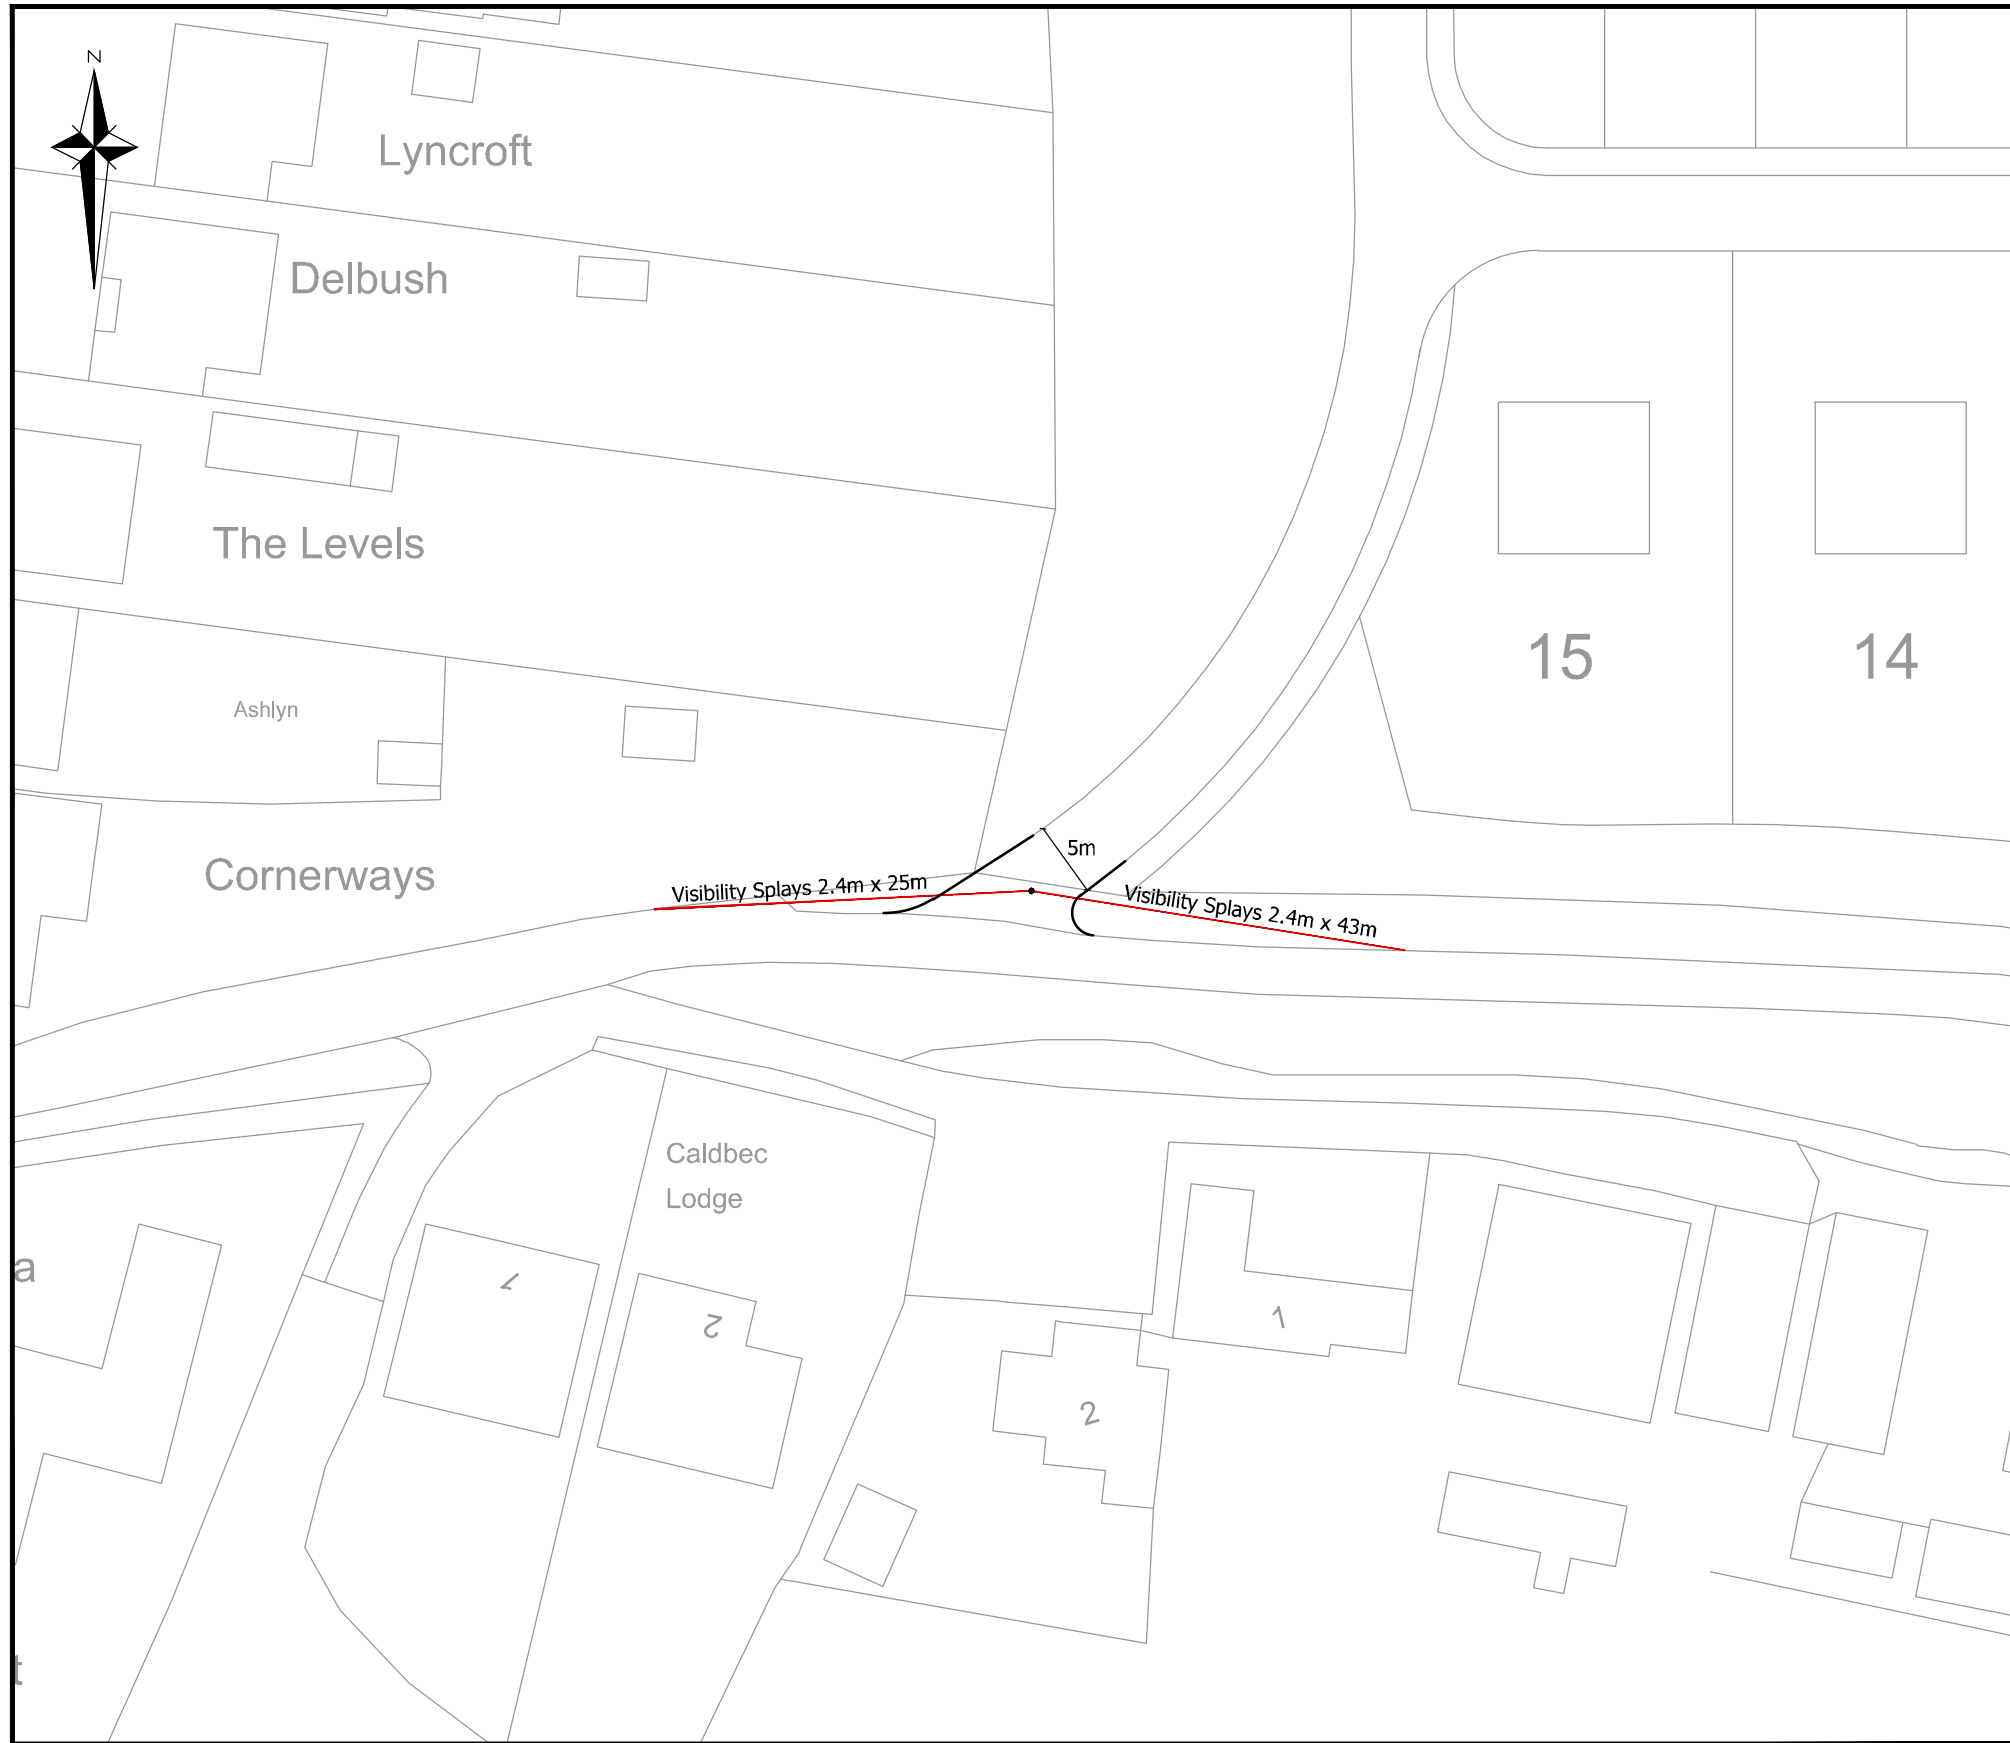 N
Lyncroft
Delbush
The Levels
15
14
Ashlyn
5m
Cornerways
Visibility Splays 2.4m x 25m
Visibility Splays 2.4m x 43m
Caldbec
Lodge
a
1
2
1
2
t